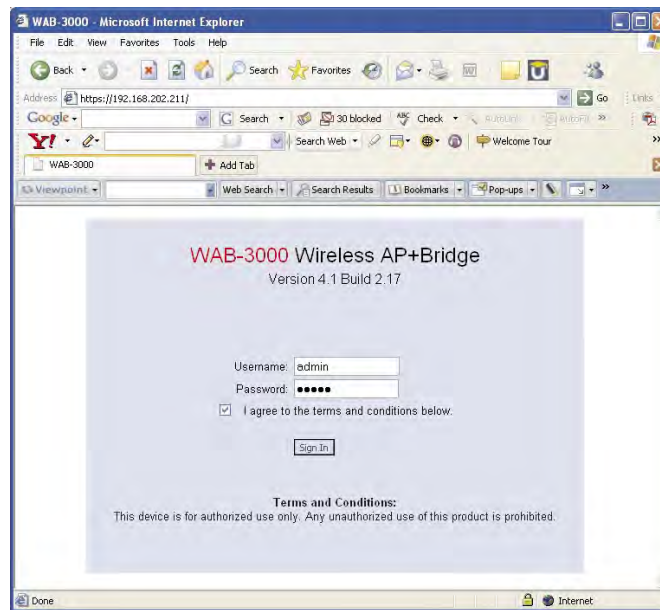 WAB-3000 - Microsoft Internet Explorer
File Edit View Favorites Tools Help
Back Search Favorites
Address https://192.168.202.211/ Go Links
Google Search 30 blocked Check AutoLink AutoFill
Y! Search Web Welcome Tour
WAB-3000 Add Tab
Viewpoint Web Search Search Results Bookmarks Pop-ups
WAB-3000 Wireless AP+Bridge
Version 4.1 Build 2.17
Username: admin
Password: •••••
I agree to the terms and conditions below.
Sign In
Terms and Conditions:
This device is for authorized use only. Any unauthorized use of this product is prohibited.
Done Internet